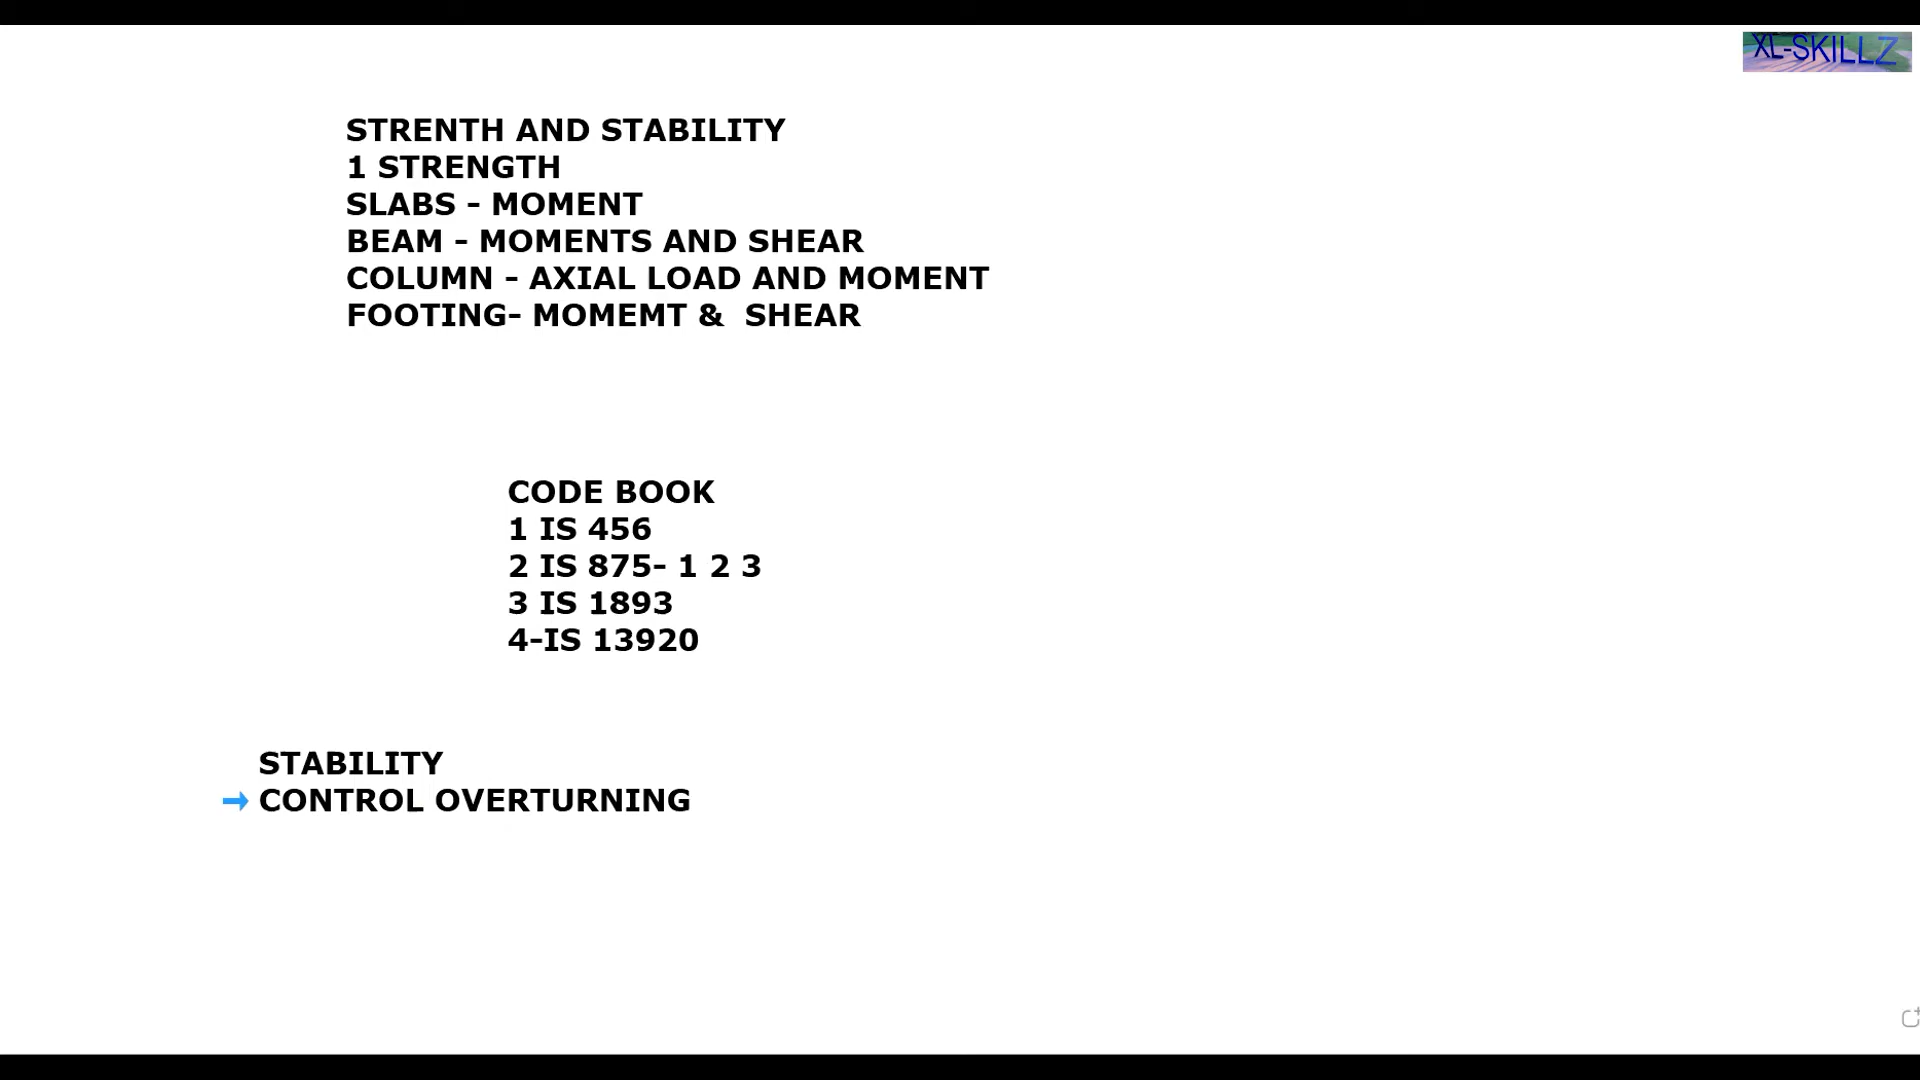 XL-SKILLZ
STRENTH AND STABILITY
1 STRENGTH
SLABS - MOMENT
BEAM - MOMENTS AND SHEAR
COLUMN - AXIAL LOAD AND MOMENT
FOOTING- MOMEMT &  SHEAR
CODE BOOK
1 IS 456
2 IS 875- 1 2 3
3 IS 1893
4-IS 13920
STABILITY
→ CONTROL OVERTURNING